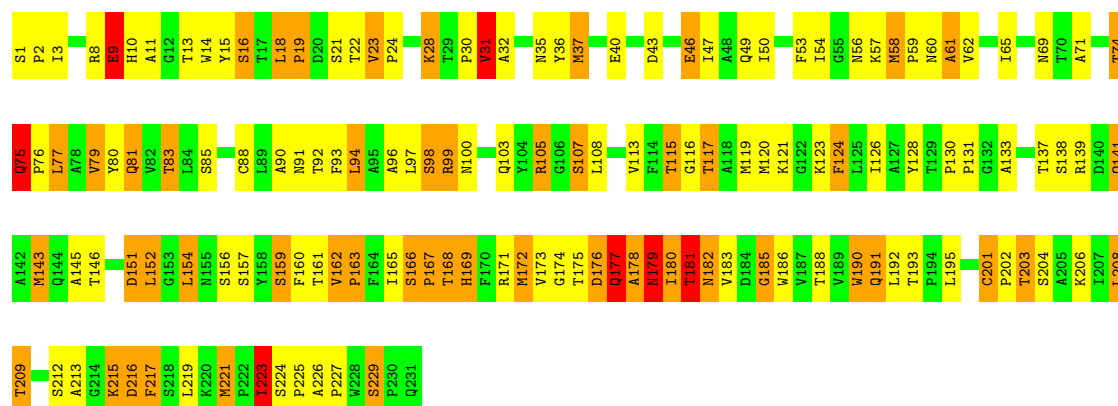 S1 P2 I3 R8 E9 H10 A11 G12 T13 W14 Y15 S16 T17 L18 P19 D20 S21 T22 V23 P24 K28 T29 P30 V31 A32 N35 Y36 M37 E40 D43 E46 I47 A48 Q49 I50 F53 I54 G55 N56 K57 M58 P59 N60 A61 V62 I65 N69 T70 A71 T74
Q75 P76 L77 A78 V79 Y80 Q81 V82 T83 L84 S85 C88 L89 A90 N91 T92 F93 L94 A95 A96 L97 S98 R99 N100 Q103 Y104 R105 G106 S107 L108 V113 F114 T115 G116 T117 A118 M119 M120 K121 G122 K123 F124 L125 I126 A127 Y128 T129 P130 P131 G132 A133 T137 S138 R139 D140 Q141
A142 M143 Q144 A145 T146 D151 L152 G153 L154 N155 S156 S157 Y158 S159 F160 T161 V162 P163 F164 I165 S166 P167 T168 H169 F170 R171 M172 V173 G174 T175 D176 Q177 A178 N179 I180 T181 N182 V183 D184 G185 W186 V187 T188 V189 W190 Q191 L192 T193 P194 L195 C201 P202 T203 S204 A205 K206 I207 L208
T209 S212 A213 G214 K215 D216 F217 S218 L219 K220 M221 P222 I223 S224 P225 A226 P227 W228 S229 P230 Q231